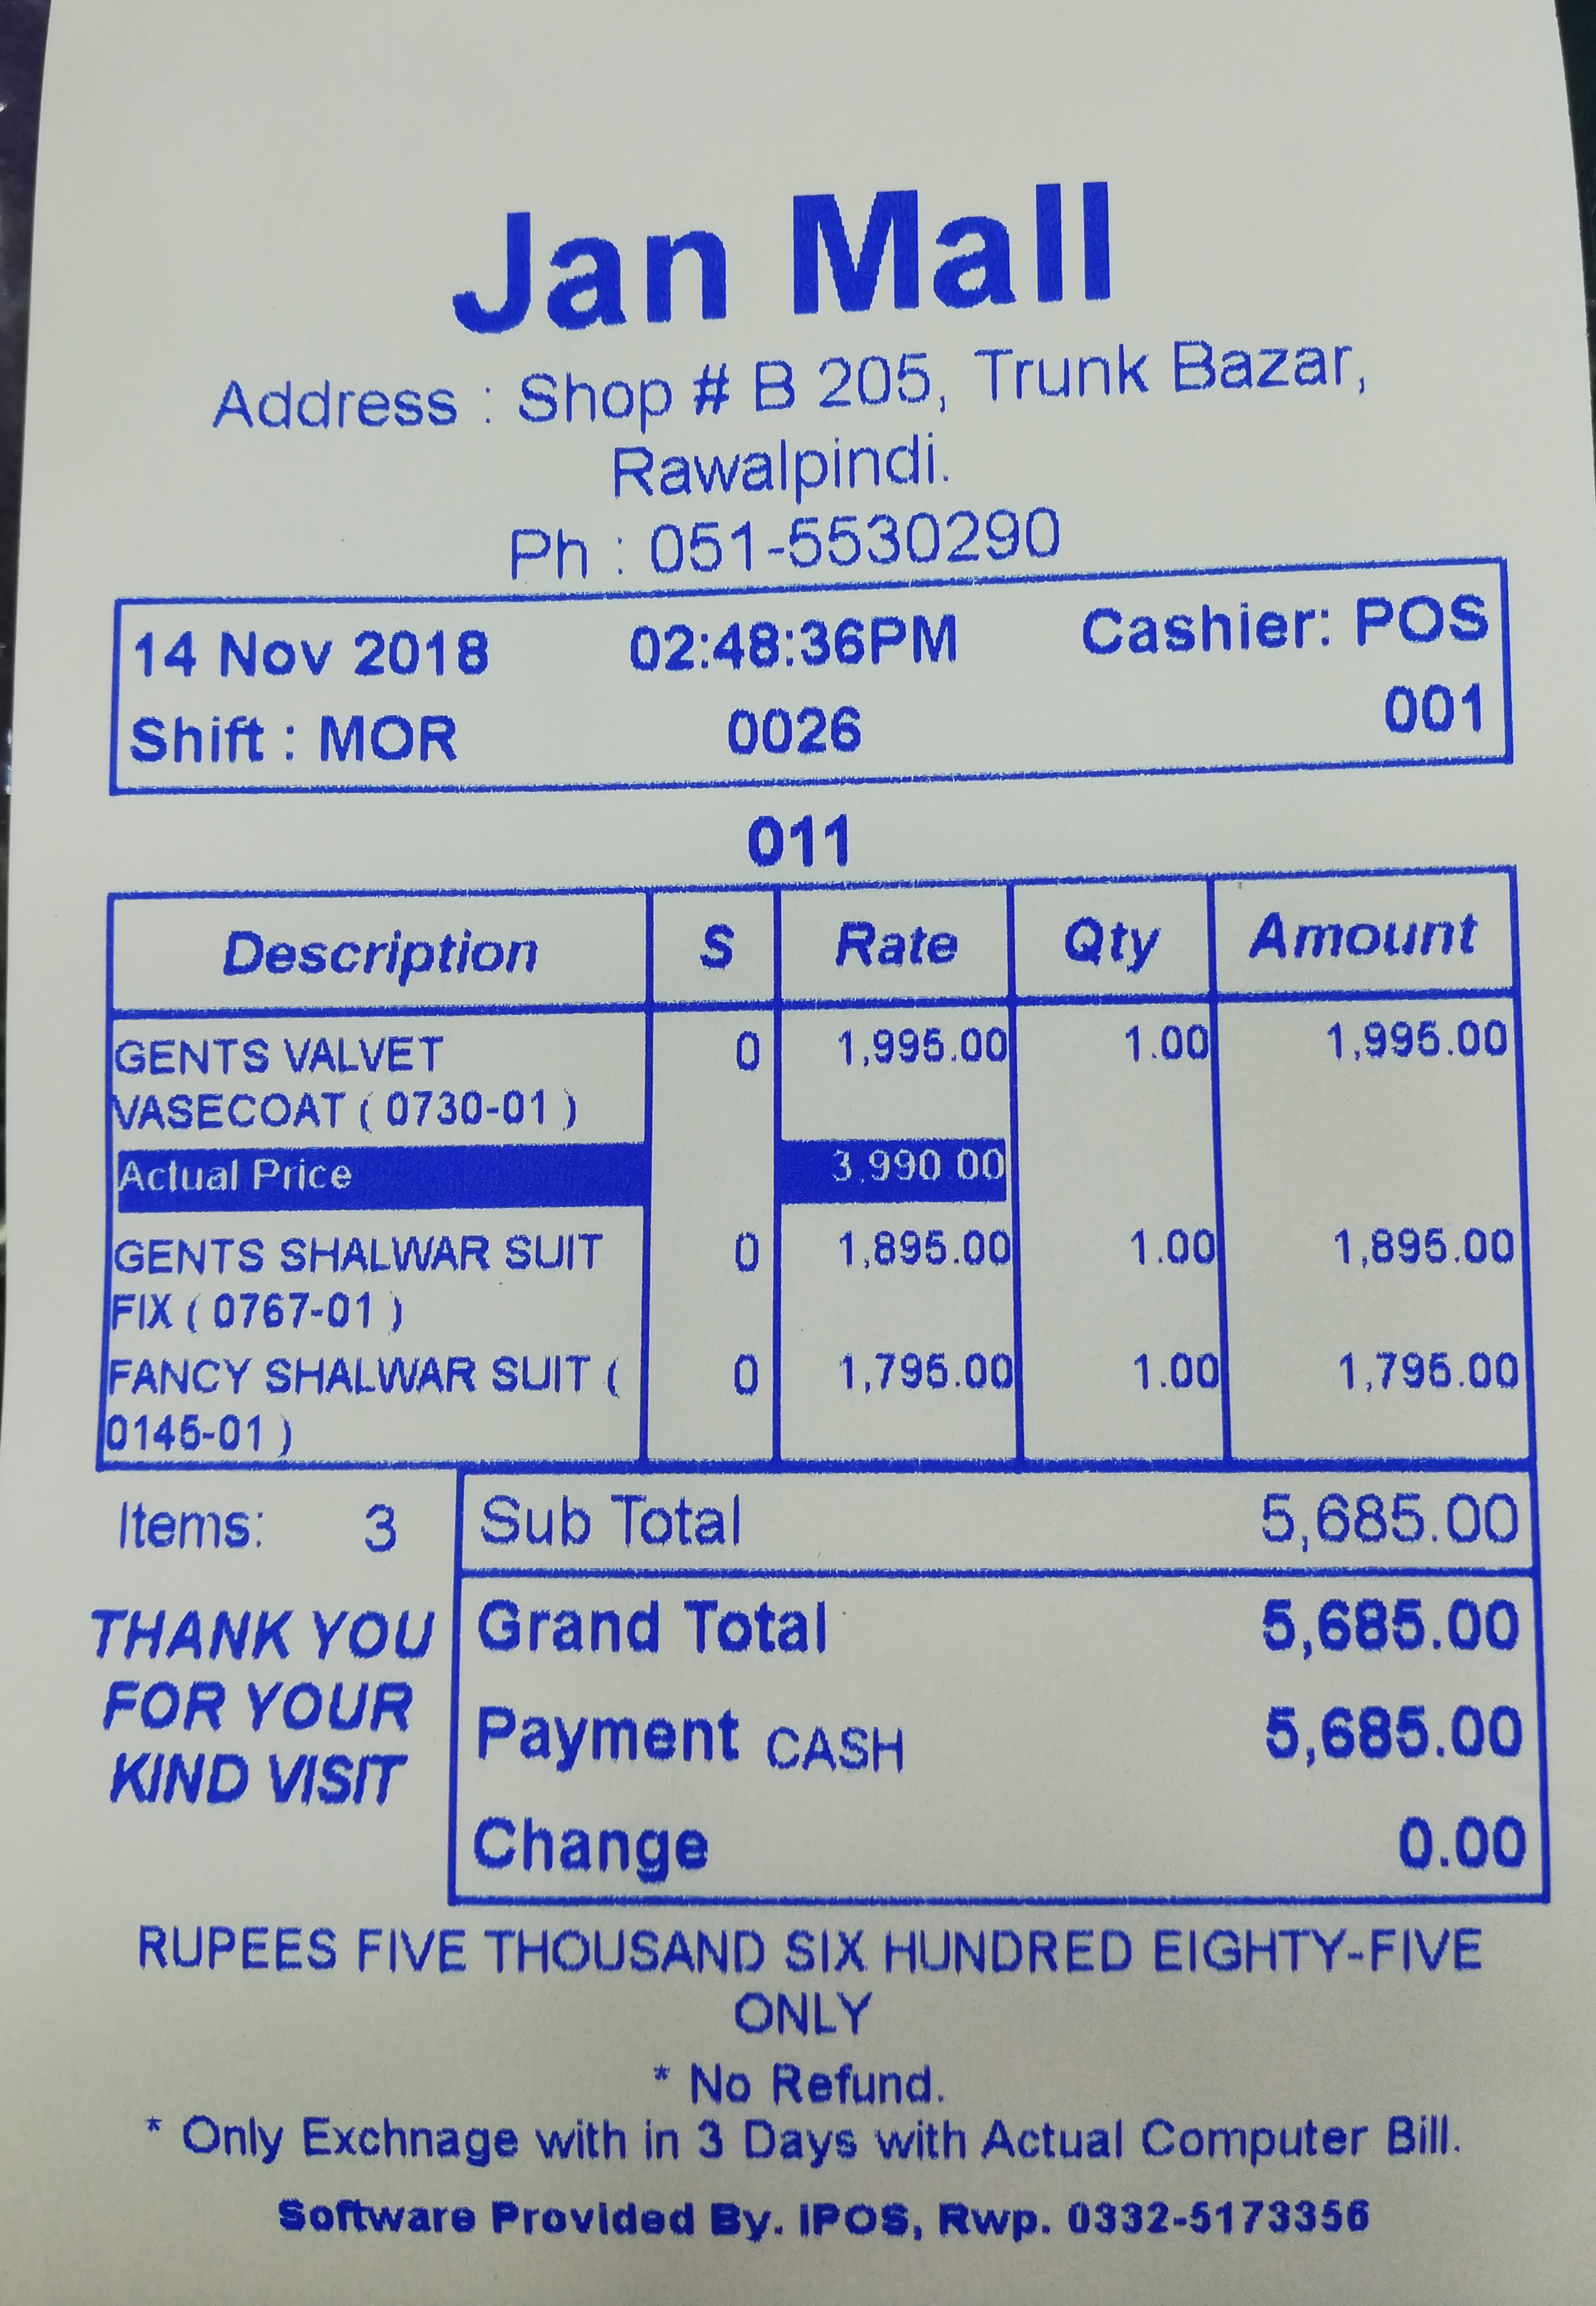 Jan Mall
Address : Shop # B 205, Trunk Bazar,
Rawalpindi.
Ph : 051-5530290
14 Nov 2018 02:48:36PM Cashier: POS
Shift : MOR 0026 001
011
Description S Rate Qty Amount
GENTS VALVET 0 1,995.00 1.00 1,995.00
VASECOAT ( 0730-01 )
Actual Price 3,990.00
GENTS SHALWAR SUIT 0 1,895.00 1.00 1,895.00
FIX ( 0767-01 )
FANCY SHALWAR SUIT ( 0 1,795.00 1.00 1,795.00
0145-01 )
Items: 3 Sub Total 5,685.00
Grand Total 5,685.00
THANK YOU
FOR YOUR
KIND VISIT
Payment CASH 5,685.00
Change 0.00
RUPEES FIVE THOUSAND SIX HUNDRED EIGHTY-FIVE
ONLY
* No Refund.
* Only Exchnage with in 3 Days with Actual Computer Bill.
Software Provided By. IPOS, Rwp. 0332-5173356